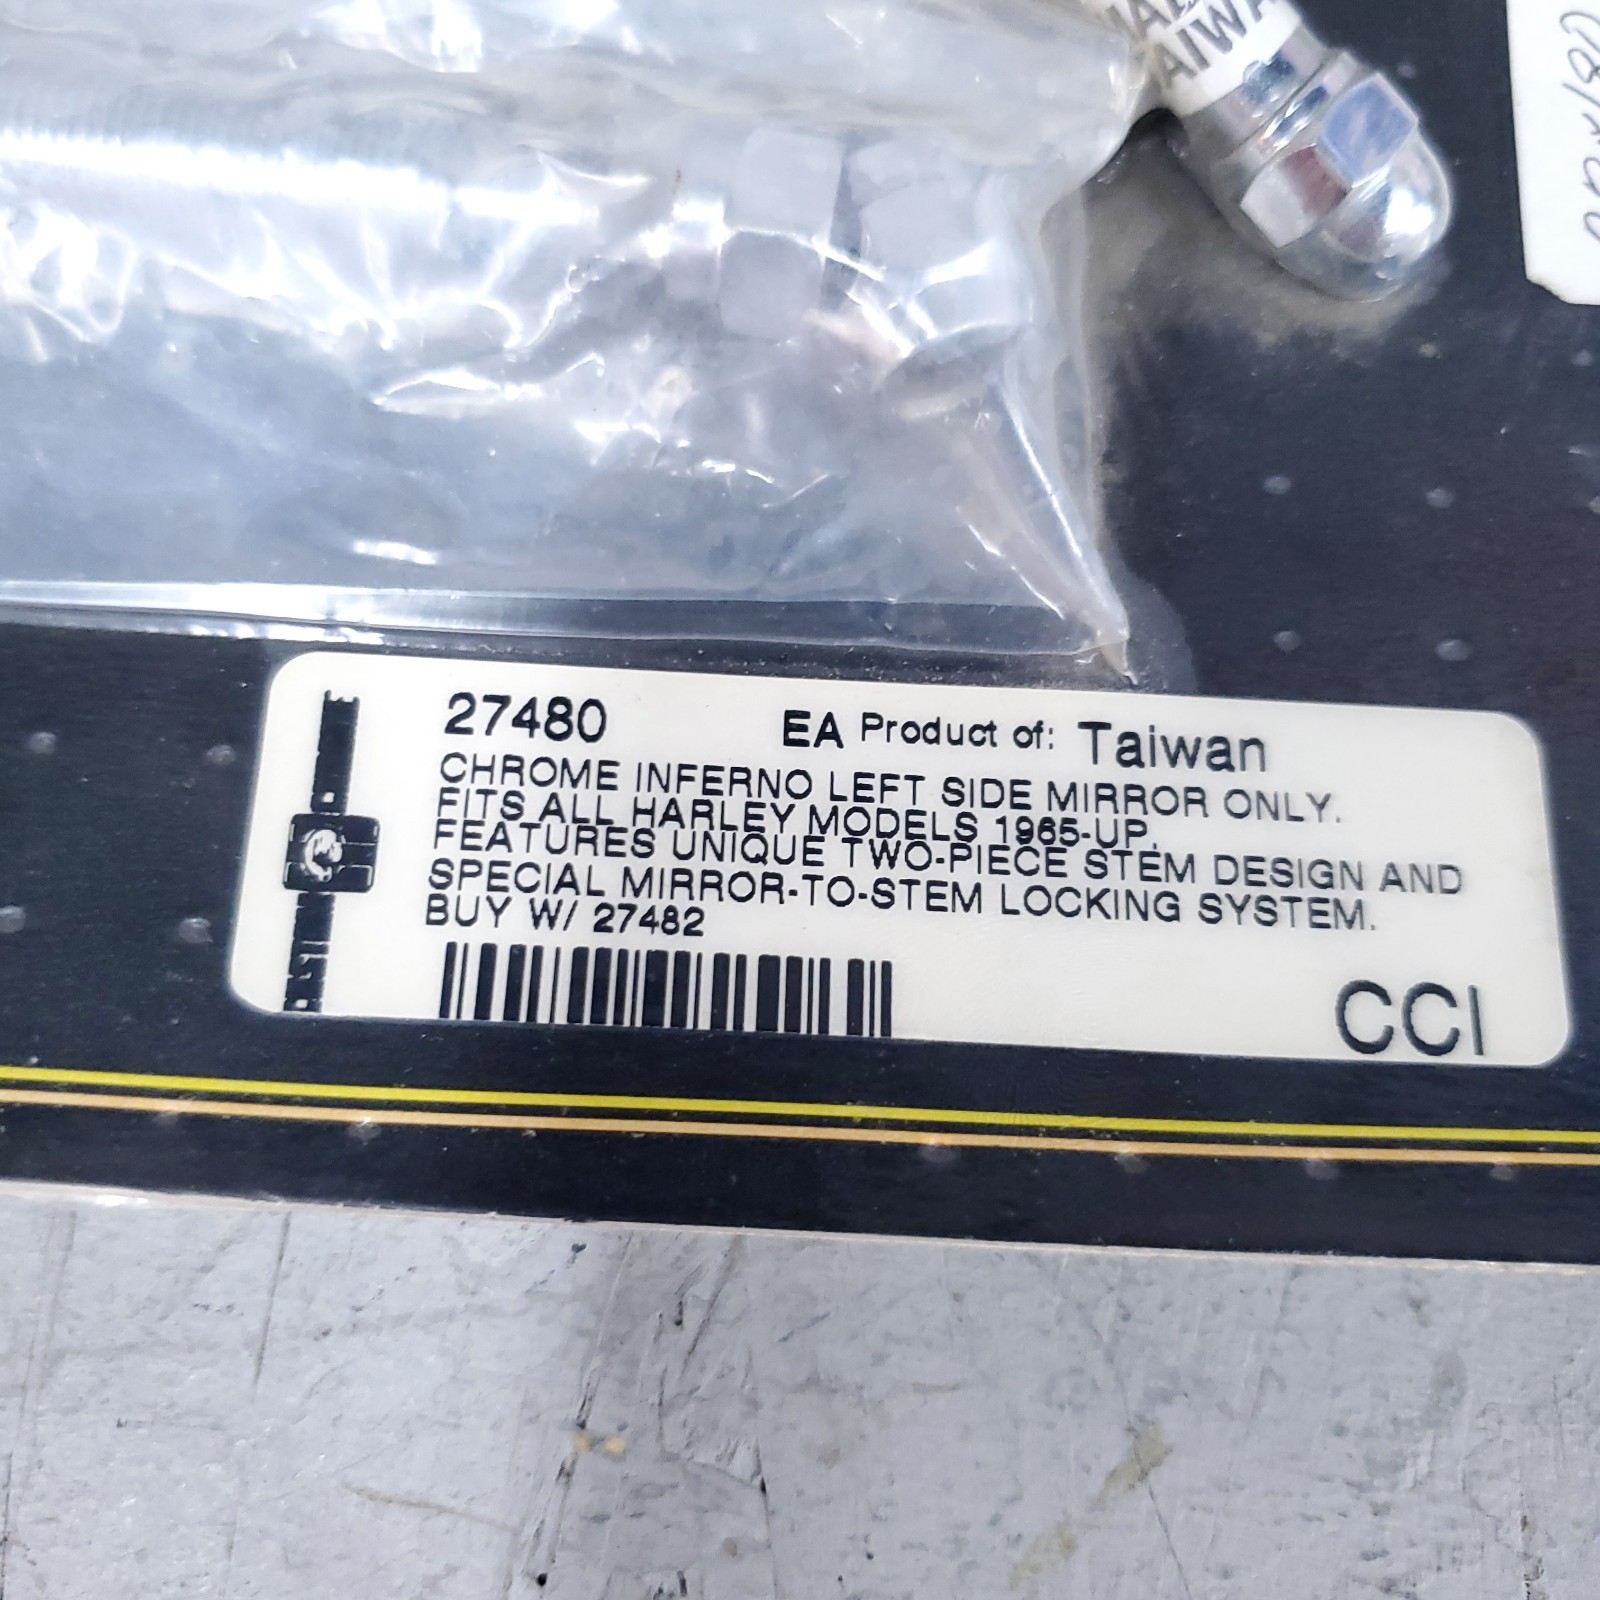 TAIWA
27480 EA Product of: Taiwan
CHROME INFERNO LEFT SIDE MIRROR ONLY.
FITS ALL HARLEY MODELS 1965-UP.
FEATURES UNIQUE TWO-PIECE STEM DESIGN AND
SPECIAL MIRROR-TO-STEM LOCKING SYSTEM.
BUY W/ 27482
CCI